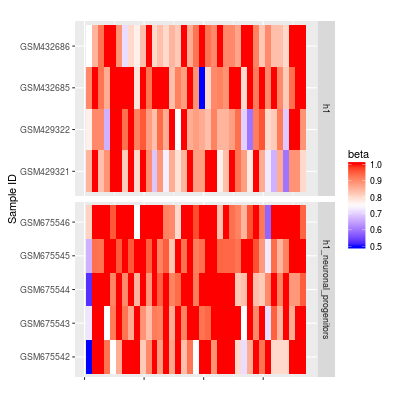 GSM432686
GSM432685
GSM429322
GSM429321
h1
GSM675546
GSM675545
GSM675544
GSM675543
GSM675542
h1_neuronal_progenitors
Sample ID
beta
1.0
0.9
0.8
0.7
0.6
0.5